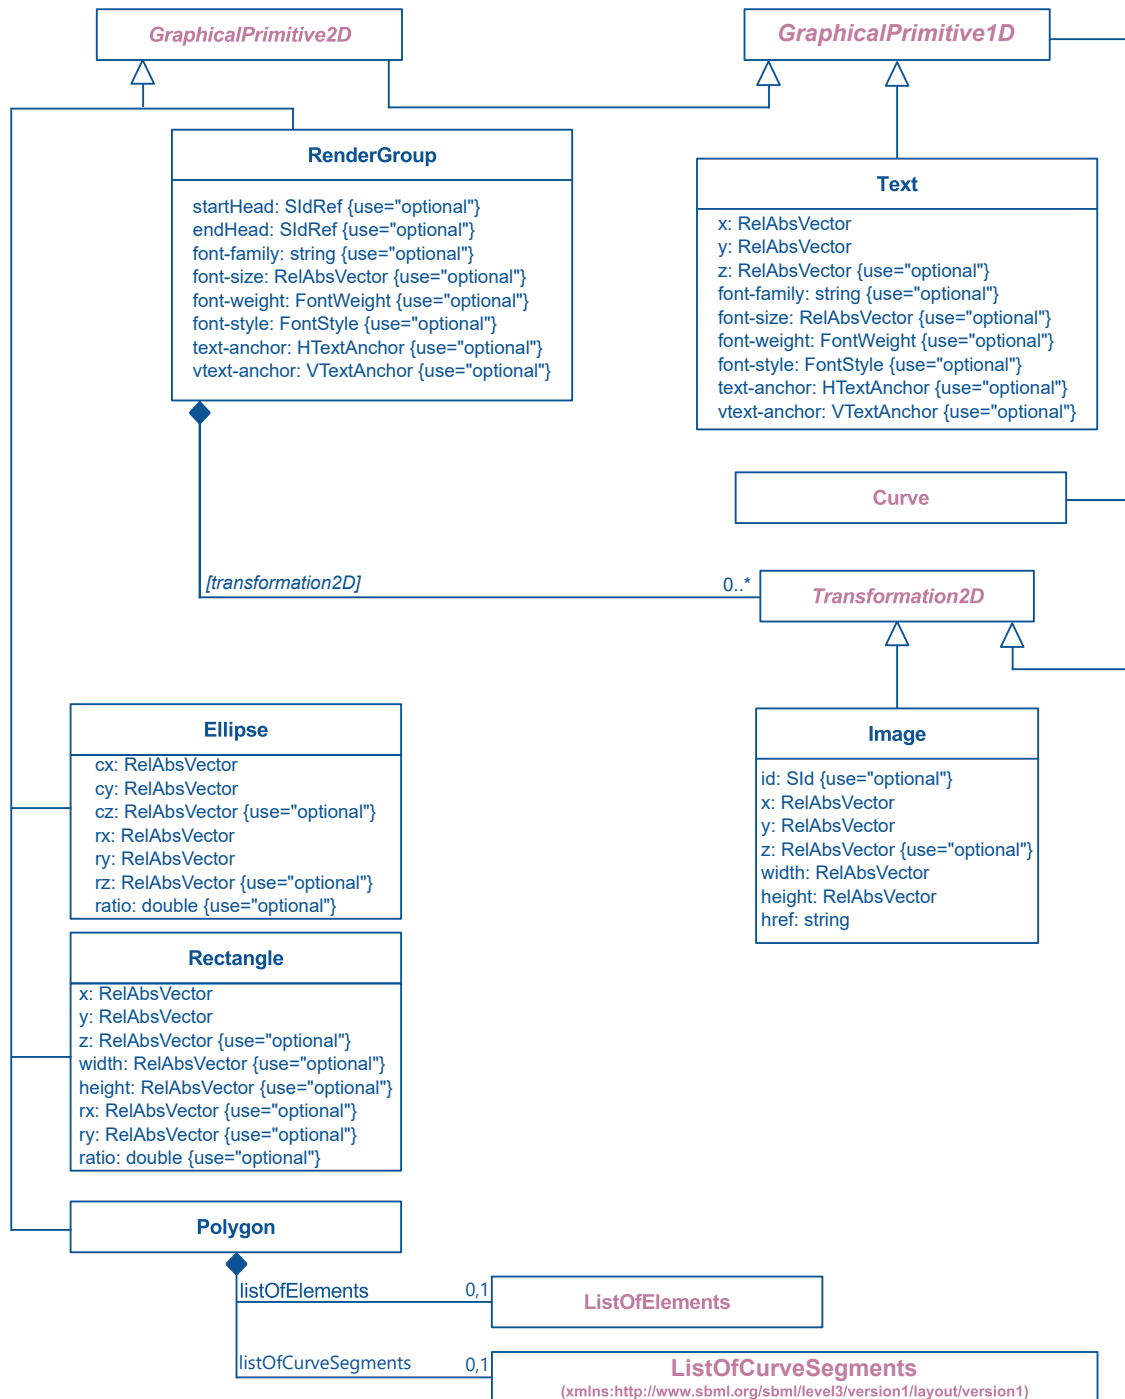 GraphicalPrimitive2D
GraphicalPrimitive1D
RenderGroup
startHead: SIdRef {use="optional"}
endHead: SIdRef {use="optional"}
font-family: string {use="optional"}
font-size: RelAbsVector {use="optional"}
font-weight: FontWeight {use="optional"}
font-style: FontStyle {use="optional"}
text-anchor: HTextAnchor {use="optional"}
vtext-anchor: VTextAnchor {use="optional"}
Text
x: RelAbsVector
y: RelAbsVector
z: RelAbsVector {use="optional"}
font-family: string {use="optional"}
font-size: RelAbsVector {use="optional"}
font-weight: FontWeight {use="optional"}
font-style: FontStyle {use="optional"}
text-anchor: HTextAnchor {use="optional"}
vtext-anchor: VTextAnchor {use="optional"}
Curve
[transformation2D]
0..*
Transformation2D
Ellipse
cx: RelAbsVector
cy: RelAbsVector
cz: RelAbsVector {use="optional"}
rx: RelAbsVector
ry: RelAbsVector
rz: RelAbsVector {use="optional"}
ratio: double {use="optional"}
Image
id: SId {use="optional"}
x: RelAbsVector
y: RelAbsVector
z: RelAbsVector {use="optional"}
width: RelAbsVector
height: RelAbsVector
href: string
Rectangle
x: RelAbsVector
y: RelAbsVector
z: RelAbsVector {use="optional"}
width: RelAbsVector {use="optional"}
height: RelAbsVector {use="optional"}
rx: RelAbsVector {use="optional"}
ry: RelAbsVector {use="optional"}
ratio: double {use="optional"}
Polygon
listOfElements
0,1
ListOfElements
listOfCurveSegments
0,1
ListOfCurveSegments
(xmlns:http://www.sbml.org/sbml/level3/version1/layout/version1)